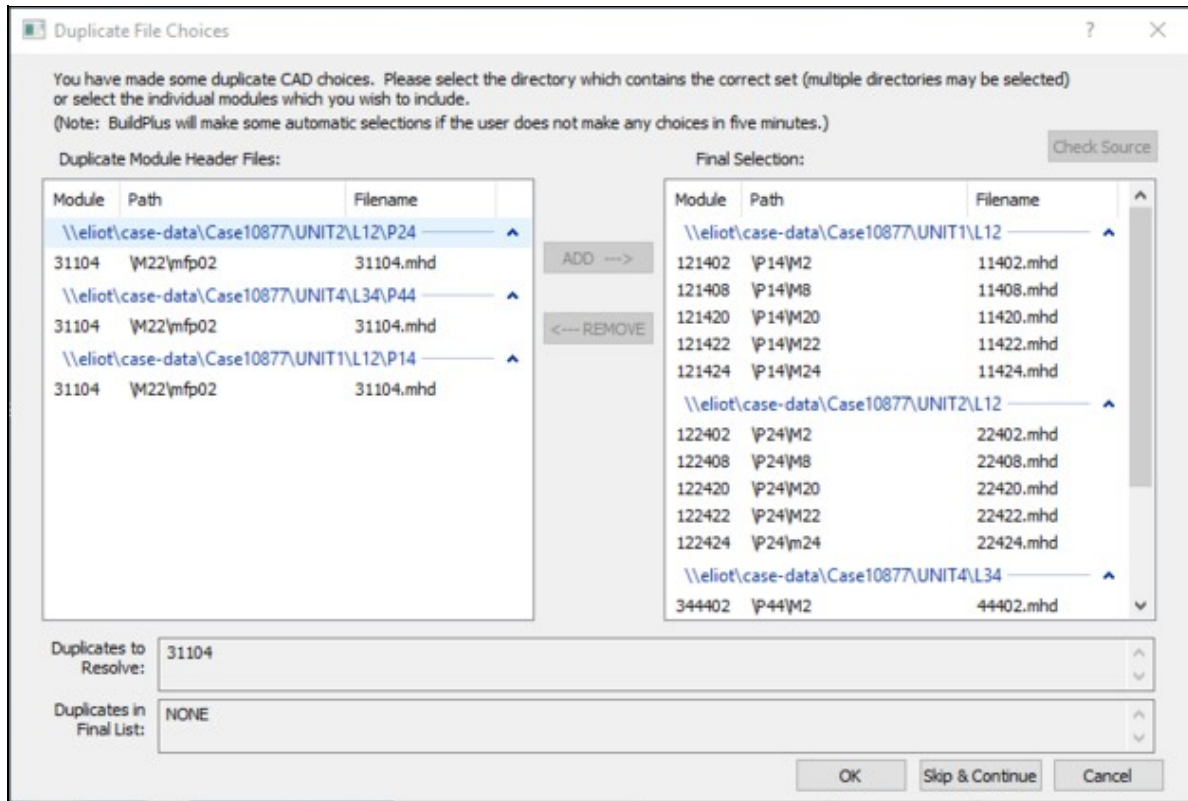 Duplicate File Choices
?
You have made some duplicate CAD choices. Please select the directory which contains the correct set (multiple directories may be selected)
or select the individual modules which you wish to include.
(Note: BuildPlus will make some automatic selections if the user does not make any choices in five minutes.)
Check Source
Duplicate Module Header Files:
Module Path Filename
\\eliot\case-data\Case10877\UNIT2\L12\P24
31104 \M22\mfp02 31104.mhd
\\eliot\case-data\Case10877\UNIT4\L34\P44
31104 \M22\mfp02 31104.mhd
\\eliot\case-data\Case10877\UNIT1\L12\P14
31104 \M22\mfp02 31104.mhd
ADD --->
<--- REMOVE
Final Selection:
Module Path Filename
\\eliot\case-data\Case10877\UNIT1\L12
121402 \P14\M2 11402.mhd
121408 \P14\M8 11408.mhd
121420 \P14\M20 11420.mhd
121422 \P14\M22 11422.mhd
121424 \P14\M24 11424.mhd
\\eliot\case-data\Case10877\UNIT2\L12
122402 \P24\M2 22402.mhd
122408 \P24\M8 22408.mhd
122420 \P24\M20 22420.mhd
122422 \P24\M22 22422.mhd
122424 \P24\m24 22424.mhd
\\eliot\case-data\Case10877\UNIT4\L34
344402 \P44\M2 44402.mhd
Duplicates to
Resolve:
31104
Duplicates in
Final List:
NONE
OK
Skip & Continue
Cancel